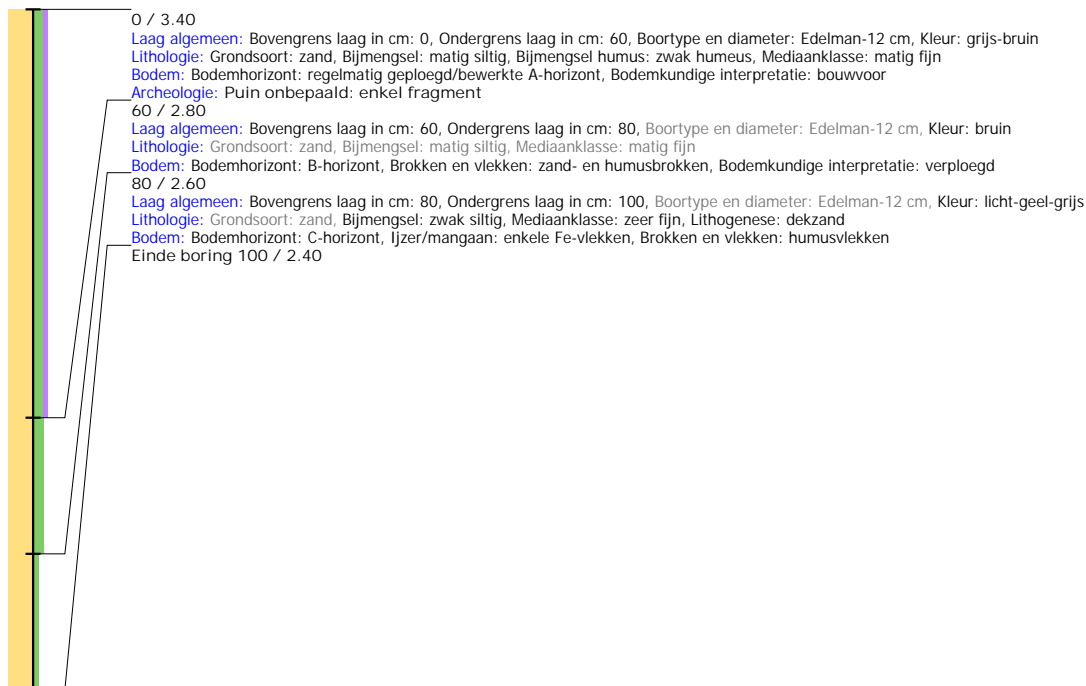 0 / 3.40
Laag algemeen: Bovengrens laag in cm: 0, Ondergrens laag in cm: 60, Boortype en diameter: Edelman-12 cm, Kleur: grijs-bruin
Lithologie: Grondsoort: zand, Bijmengsel: matig siltig, Bijmengsel humus: zwak humeus, Mediaanklasse: matig fijn
Bodem: Bodemhorizont: regelmatig geploegd/bewerkte A-horizont, Bodemkundige interpretatie: bouwvoor
Archeologie: Puin onbepaald: enkel fragment
60 / 2.80
Laag algemeen: Bovengrens laag in cm: 60, Ondergrens laag in cm: 80, Boortype en diameter: Edelman-12 cm, Kleur: bruin
Lithologie: Grondsoort: zand, Bijmengsel: matig siltig, Mediaanklasse: matig fijn
Bodem: Bodemhorizont: B-horizont, Brokken en vlekken: zand- en humusbrokken, Bodemkundige interpretatie: verploegd
80 / 2.60
Laag algemeen: Bovengrens laag in cm: 80, Ondergrens laag in cm: 100, Boortype en diameter: Edelman-12 cm, Kleur: licht-geel-grijs
Lithologie: Grondsoort: zand, Bijmengsel: zwak siltig, Mediaanklasse: zeer fijn, Lithogenese: dekzand
Bodem: Bodemhorizont: C-horizont, Ijzer/mangaan: enkele Fe-vlekken, Brokken en vlekken: humusvlekken
Einde boring 100 / 2.40